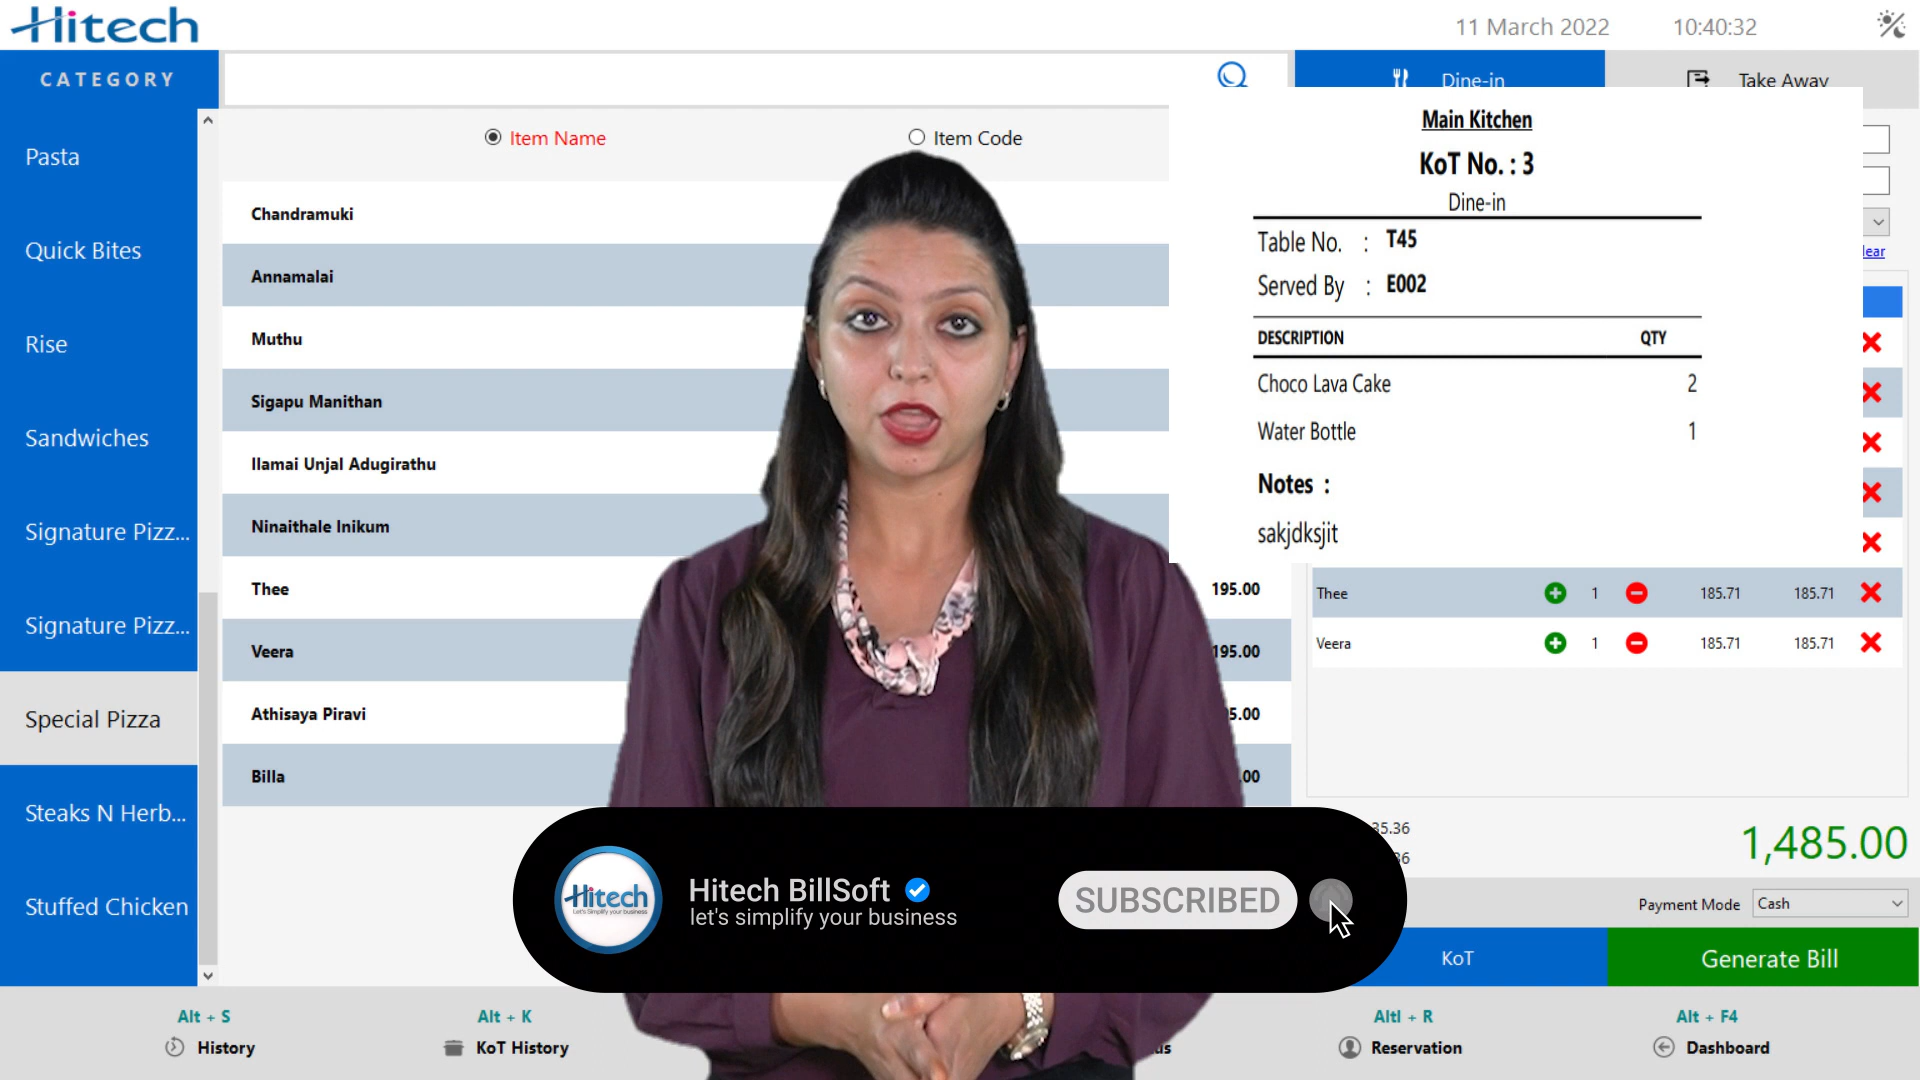 Hitech
11 March 2022
10:40:32
CATEGORY
Dine-in
Take Away
Item Name
Item Code
Pasta
Quick Bites
Rise
Sandwiches
Signature Pizz...
Signature Pizz...
Special Pizza
Steaks N Herb...
Stuffed Chicken
Chandramuki
Annamalai
Muthu
Sigapu Manithan
Ilamai Unjal Adugirathu
Ninaithale Inikum
Thee 195.00
Veera 195.00
Athisaya Piravi
Billa
Main Kitchen
KoT No. : 3
Dine-in
Table No. : T45
Served By : E002
DESCRIPTION QTY
Choco Lava Cake 2
Water Bottle 1
Notes :
sakjdksjit
Thee 1 185.71 185.71
Veera 1 185.71 185.71
1,485.00
Payment Mode Cash
KoT
Generate Bill
Hitech
Let's Simplify your business
Hitech BillSoft
let's simplify your business
SUBSCRIBED
Alt + S
History
Alt + K
KoT History
Altl + R
Reservation
Alt + F4
Dashboard